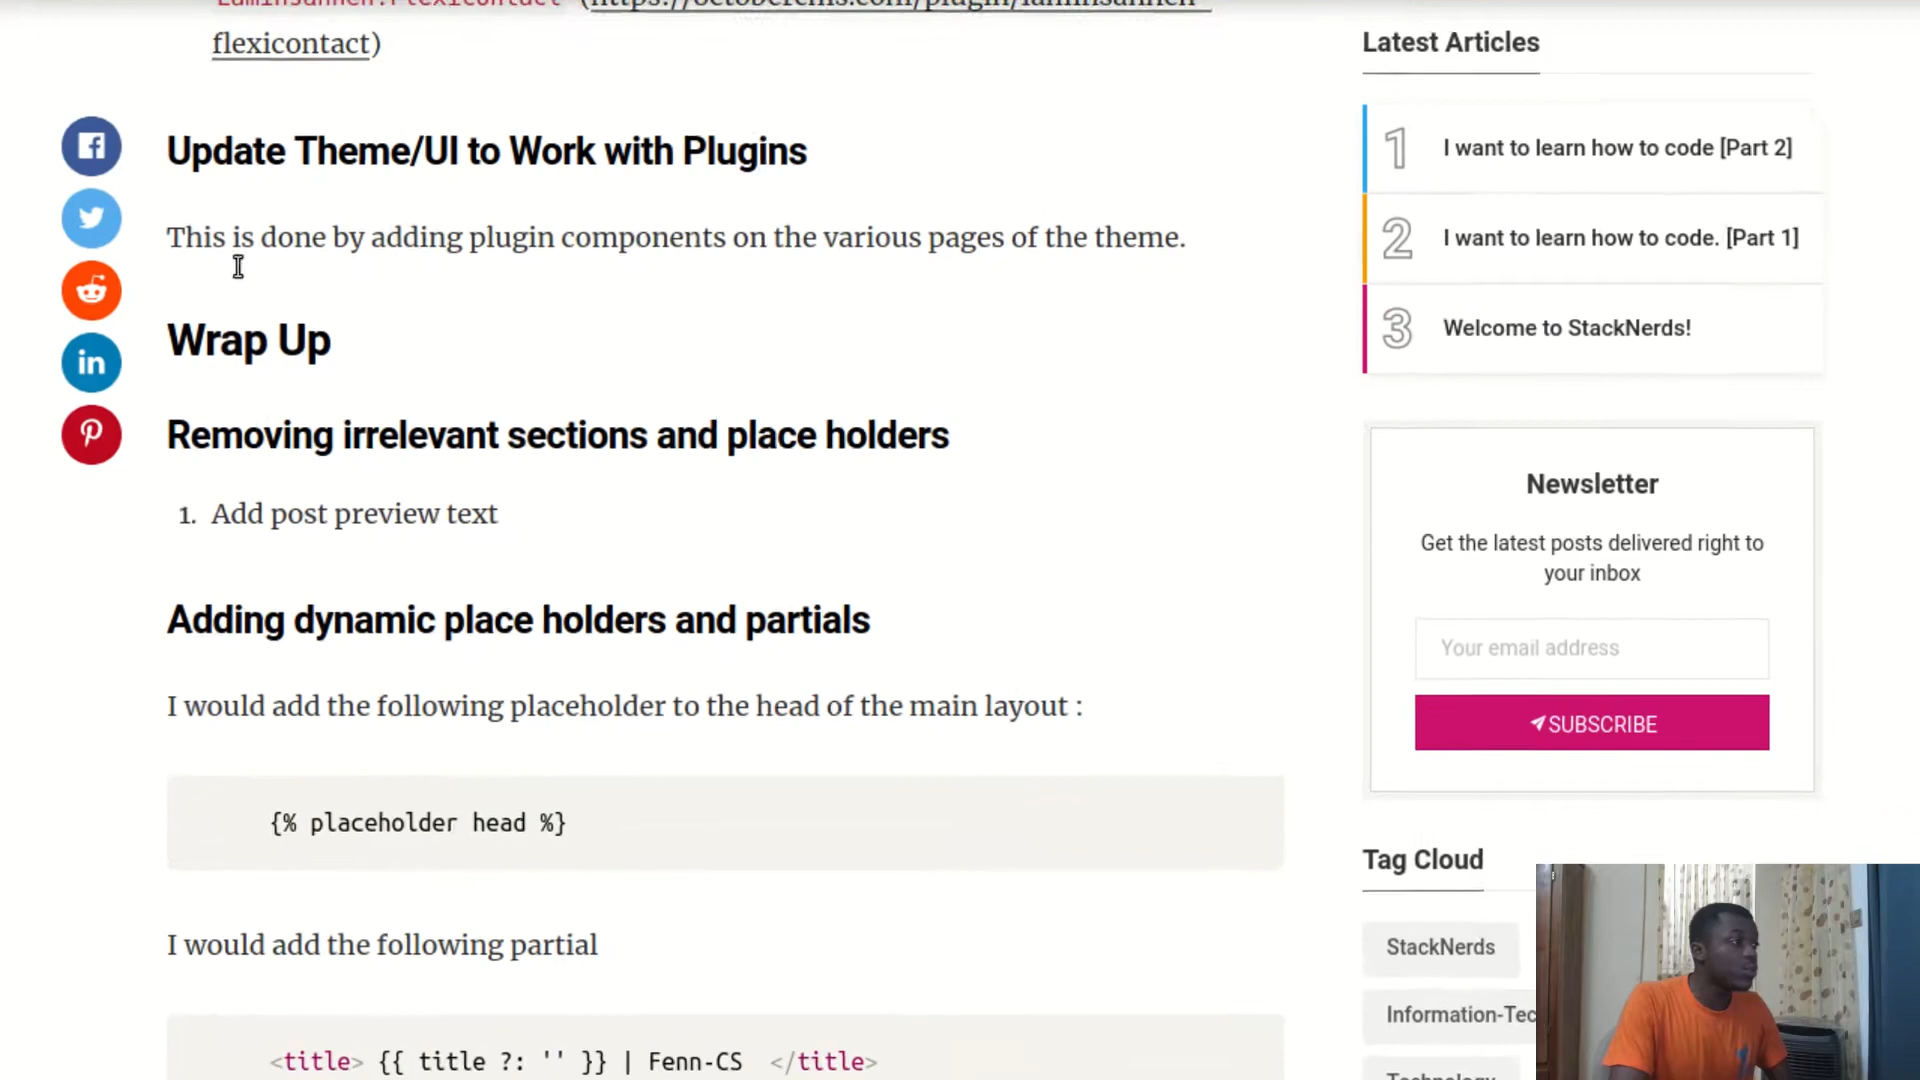 flexicontact)
Update Theme/UI to Work with Plugins
This is done by adding plugin components on the various pages of the theme.
Wrap Up
Removing irrelevant sections and place holders
1. Add post preview text
Adding dynamic place holders and partials
I would add the following placeholder to the head of the main layout :
{% placeholder head %}
I would add the following partial
<title> {{ title ?: '' }} | Fenn-CS </title>
Latest Articles
1 I want to learn how to code [Part 2]
2 I want to learn how to code. [Part 1]
3 Welcome to StackNerds!
Newsletter
Get the latest posts delivered right to
your inbox
Your email address
SUBSCRIBE
Tag Cloud
StackNerds
Information-Tec